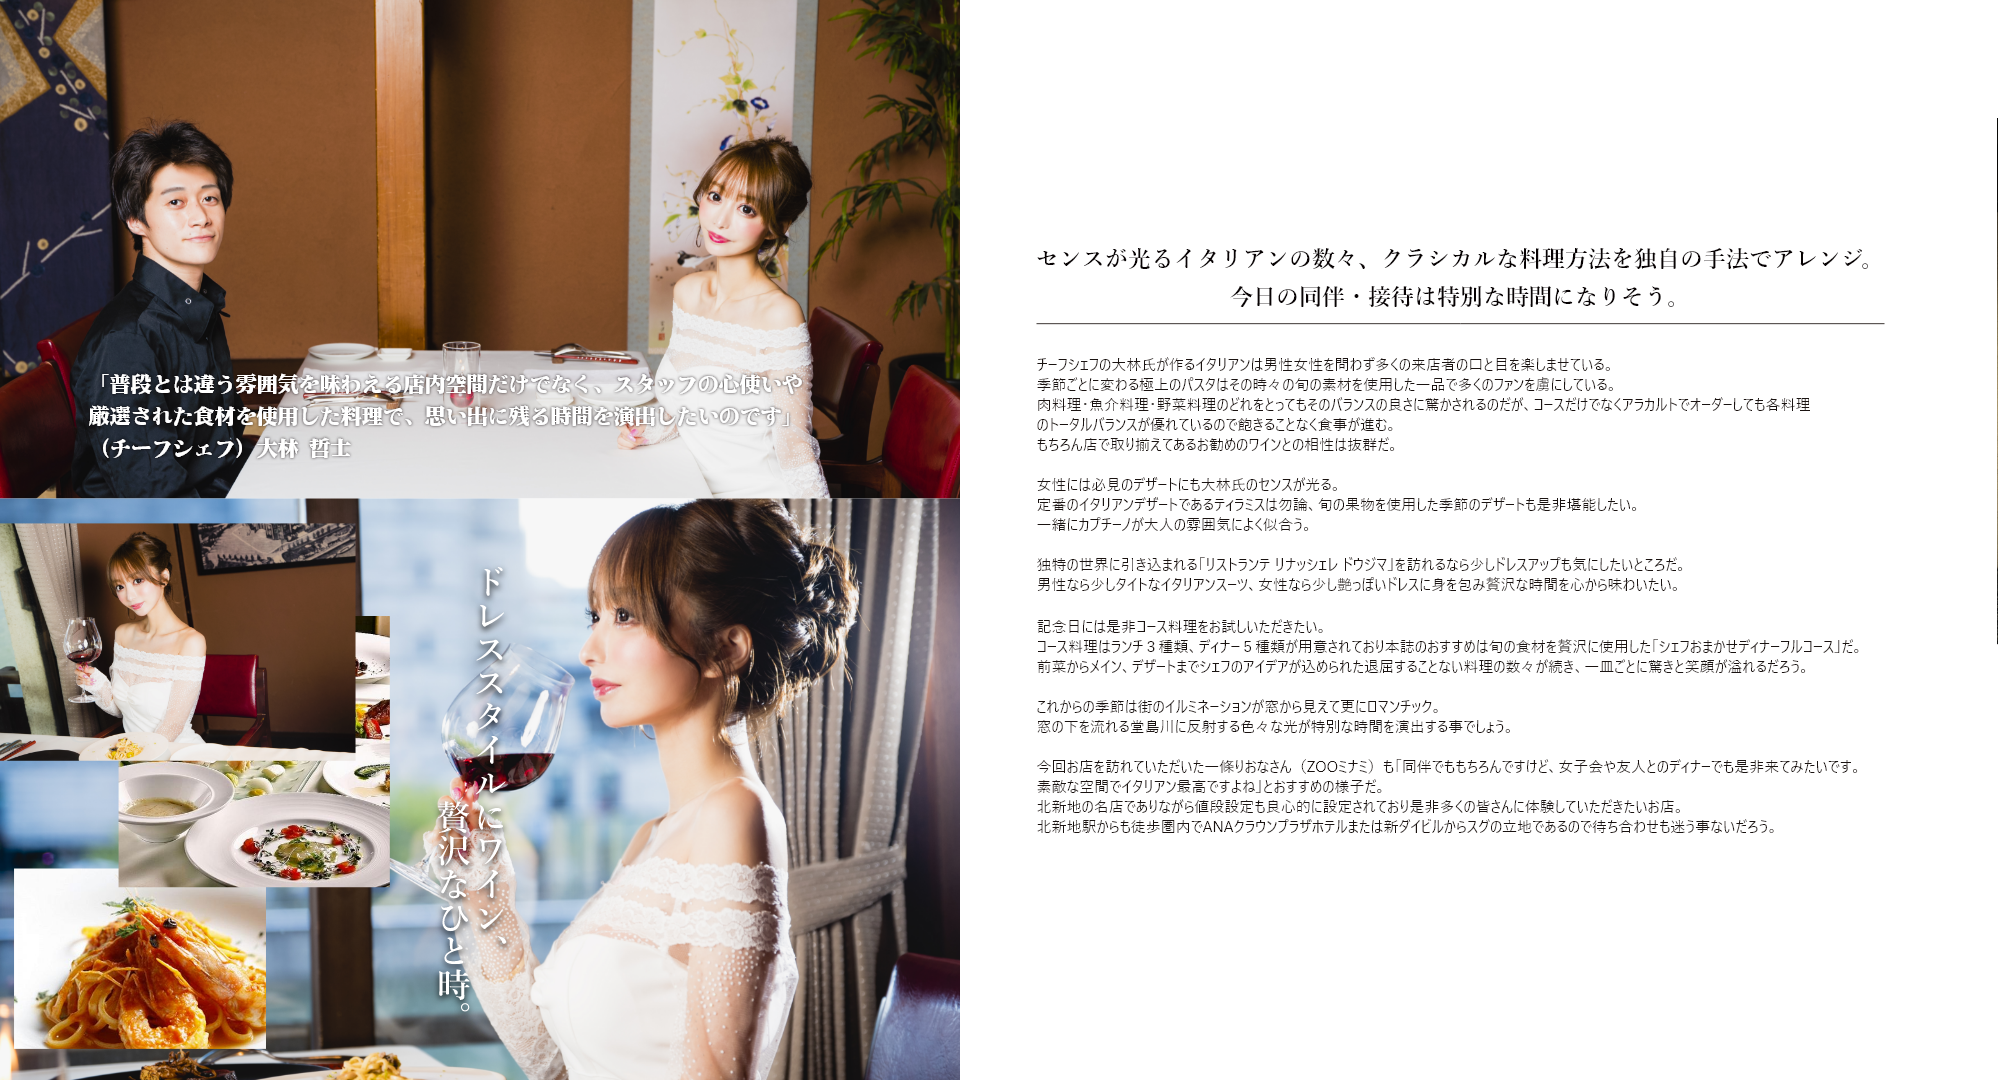 「普段とは違う雰囲気を味わえる店内空間だけでなく、スタッフの心使いや
厳選された食材を使用した料理で、思い出に残る時間を演出したいのです」
（チーフシェフ）大林 哲士
ドレススタイルにワイン、
贅沢なひと時。
センスが光るイタリアンの数々、クラシカルな料理方法を独自の手法でアレンジ。
今日の同伴・接待は特別な時間になりそう。
チーフシェフの大林氏が作るイタリアンは男性女性を問わず多くの来店者の口と目を楽しませている。
季節ごとに変わる極上のパスタはその時々の旬の素材を使用した一品で多くのファンを虜にしている。
肉料理・魚介料理・野菜料理のどれをとってもそのバランスの良さに驚かされるのだが、コースだけでなくアラカルトでオーダーしても各料理
のトータルバランスが優れているので飽きることなく食事が進む。
もちろん店で取り揃えてあるお勧めのワインとの相性は抜群だ。
女性には必見のデザートにも大林氏のセンスが光る。
定番のイタリアンデザートであるティラミスは勿論、旬の果物を使用した季節のデザートも是非堪能したい。
一緒にカプチーノが大人の雰囲気によく似合う。
独特の世界に引き込まれる「リストランテ リナッシェレ ドウジマ」を訪れるなら少しドレスアップも気にしたいところだ。
男性なら少しタイトなイタリアンスーツ、女性なら少し艶っぽいドレスに身を包み贅沢な時間を心から味わいたい。
記念日には是非コース料理をお試しいただきたい。
コース料理はランチ３種類、ディナー５種類が用意されており本誌のおすすめは旬の食材を贅沢に使用した「シェフおまかせディナーフルコース」だ。
前菜からメイン、デザートまでシェフのアイデアが込められた退屈することない料理の数々が続き、一皿ごとに驚きと笑顔が溢れるだろう。
これからの季節は街のイルミネーションが窓から見えて更にロマンチック。
窓の下を流れる堂島川に反射する色々な光が特別な時間を演出する事でしょう。
今回お店を訪れていただいた一條りおなさん（ZOOミナミ）も「同伴でももちろんですけど、女子会や友人とのディナーでも是非来てみたいです。
素敵な空間でイタリアン最高ですよね」とおすすめの様子だ。
北新地の名店でありながら値段設定も良心的に設定されており是非多くの皆さんに体験していただきたいお店。
北新地駅からも徒歩圏内でANAクラウンプラザホテルまたは新ダイビルからスグの立地であるので待ち合わせも迷う事ないだろう。